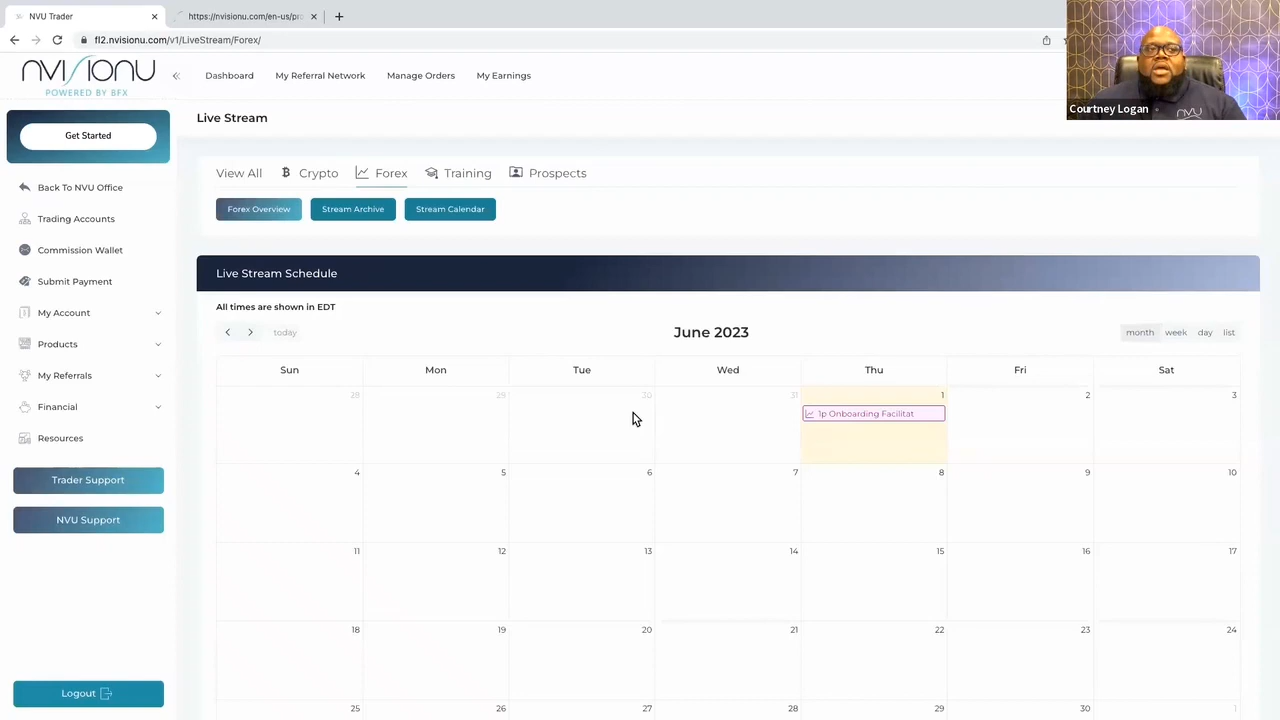 NVU Trader
https://nvisionu.com/en-us/pro
fl2.nvisionu.com/v1/LiveStream/Forex/
nvisionu
POWERED BY BFX
Dashboard
My Referral Network
Manage Orders
My Earnings
Courtney Logan
NVU
Get Started
Live Stream
Back To NVU Office
Trading Accounts
Commission Wallet
Submit Payment
My Account
Products
My Referrals
Financial
Resources
Trader Support
NVU Support
Logout
View All
Crypto
Forex
Training
Prospects
Forex Overview
Stream Archive
Stream Calendar
Live Stream Schedule
All times are shown in EDT
today
June 2023
month
week
day
list
Sun Mon Tue Wed Thu Fri Sat
28 29 30 31 1 2 3
1p Onboarding Facilitat
4 5 6 7 8 9 10
11 12 13 14 15 16 17
18 19 20 21 22 23 24
25 26 27 28 29 30 1